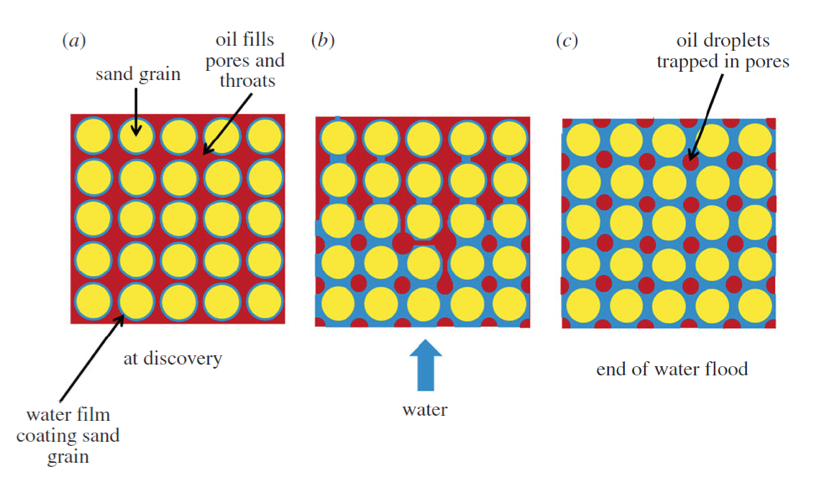 (a)
sand grain
oil fills
pores and
throats
at discovery
water film
coating sand
grain
(b)
water
(c)
oil droplets
trapped in pores
end of water flood